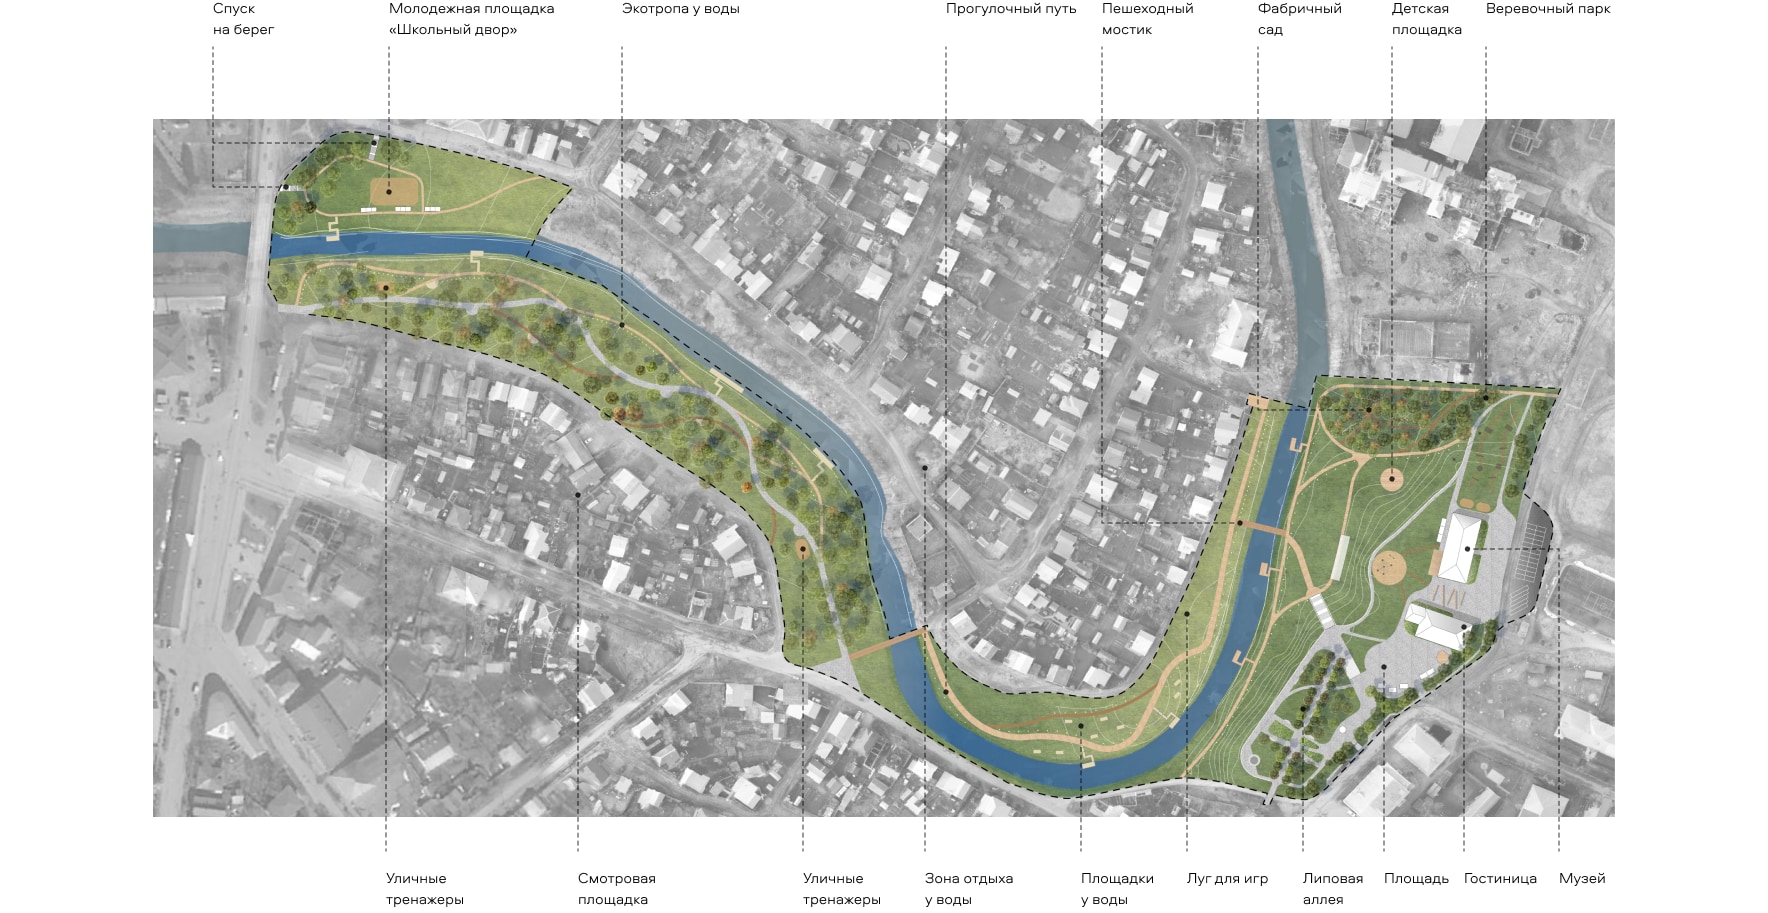 Спуск
на берег
Молодежная площадка
«Школьный двор»
Экотропа у воды
Прогулочный путь
Пешеходный
мостик
Фабричный
сад
Детская
площадка
Веревочный парк
Уличные
тренажеры
Смотровая
площадка
Уличные
тренажеры
Зона отдыха
у воды
Площадки
у воды
Луг для игр
Липовая
аллея
Площадь
Гостиница
Музей